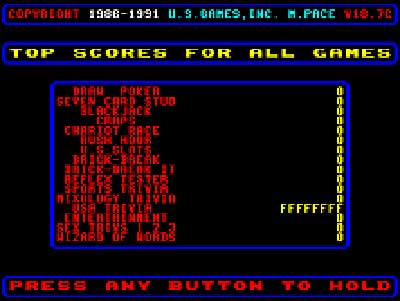 COPYRIGHT 1986-1991 U.S.GAMES,INC. M.PACE V10.7C
TOP SCORES FOR ALL GAMES
DRAW POKER 0
SEVEN CARD STUD 0
BLACKJACK 0
CRAPS 0
CHARIOT RACE 0
RUSH HOUR 0
U S SLOTS 0
BRICK-BREAK 0
BRICK-BREAK II 0
REFLEX TESTER 0
SPORTS TRIVIA 0
MIXOLOGY TRIVIA 0
USA TRIVIA FFFFFFFF
ENTERTAINMENT 0
SEX TRIVS 1 2 3 0
WIZARD OF WORDS 0
PRESS ANY BUTTON TO HOLD